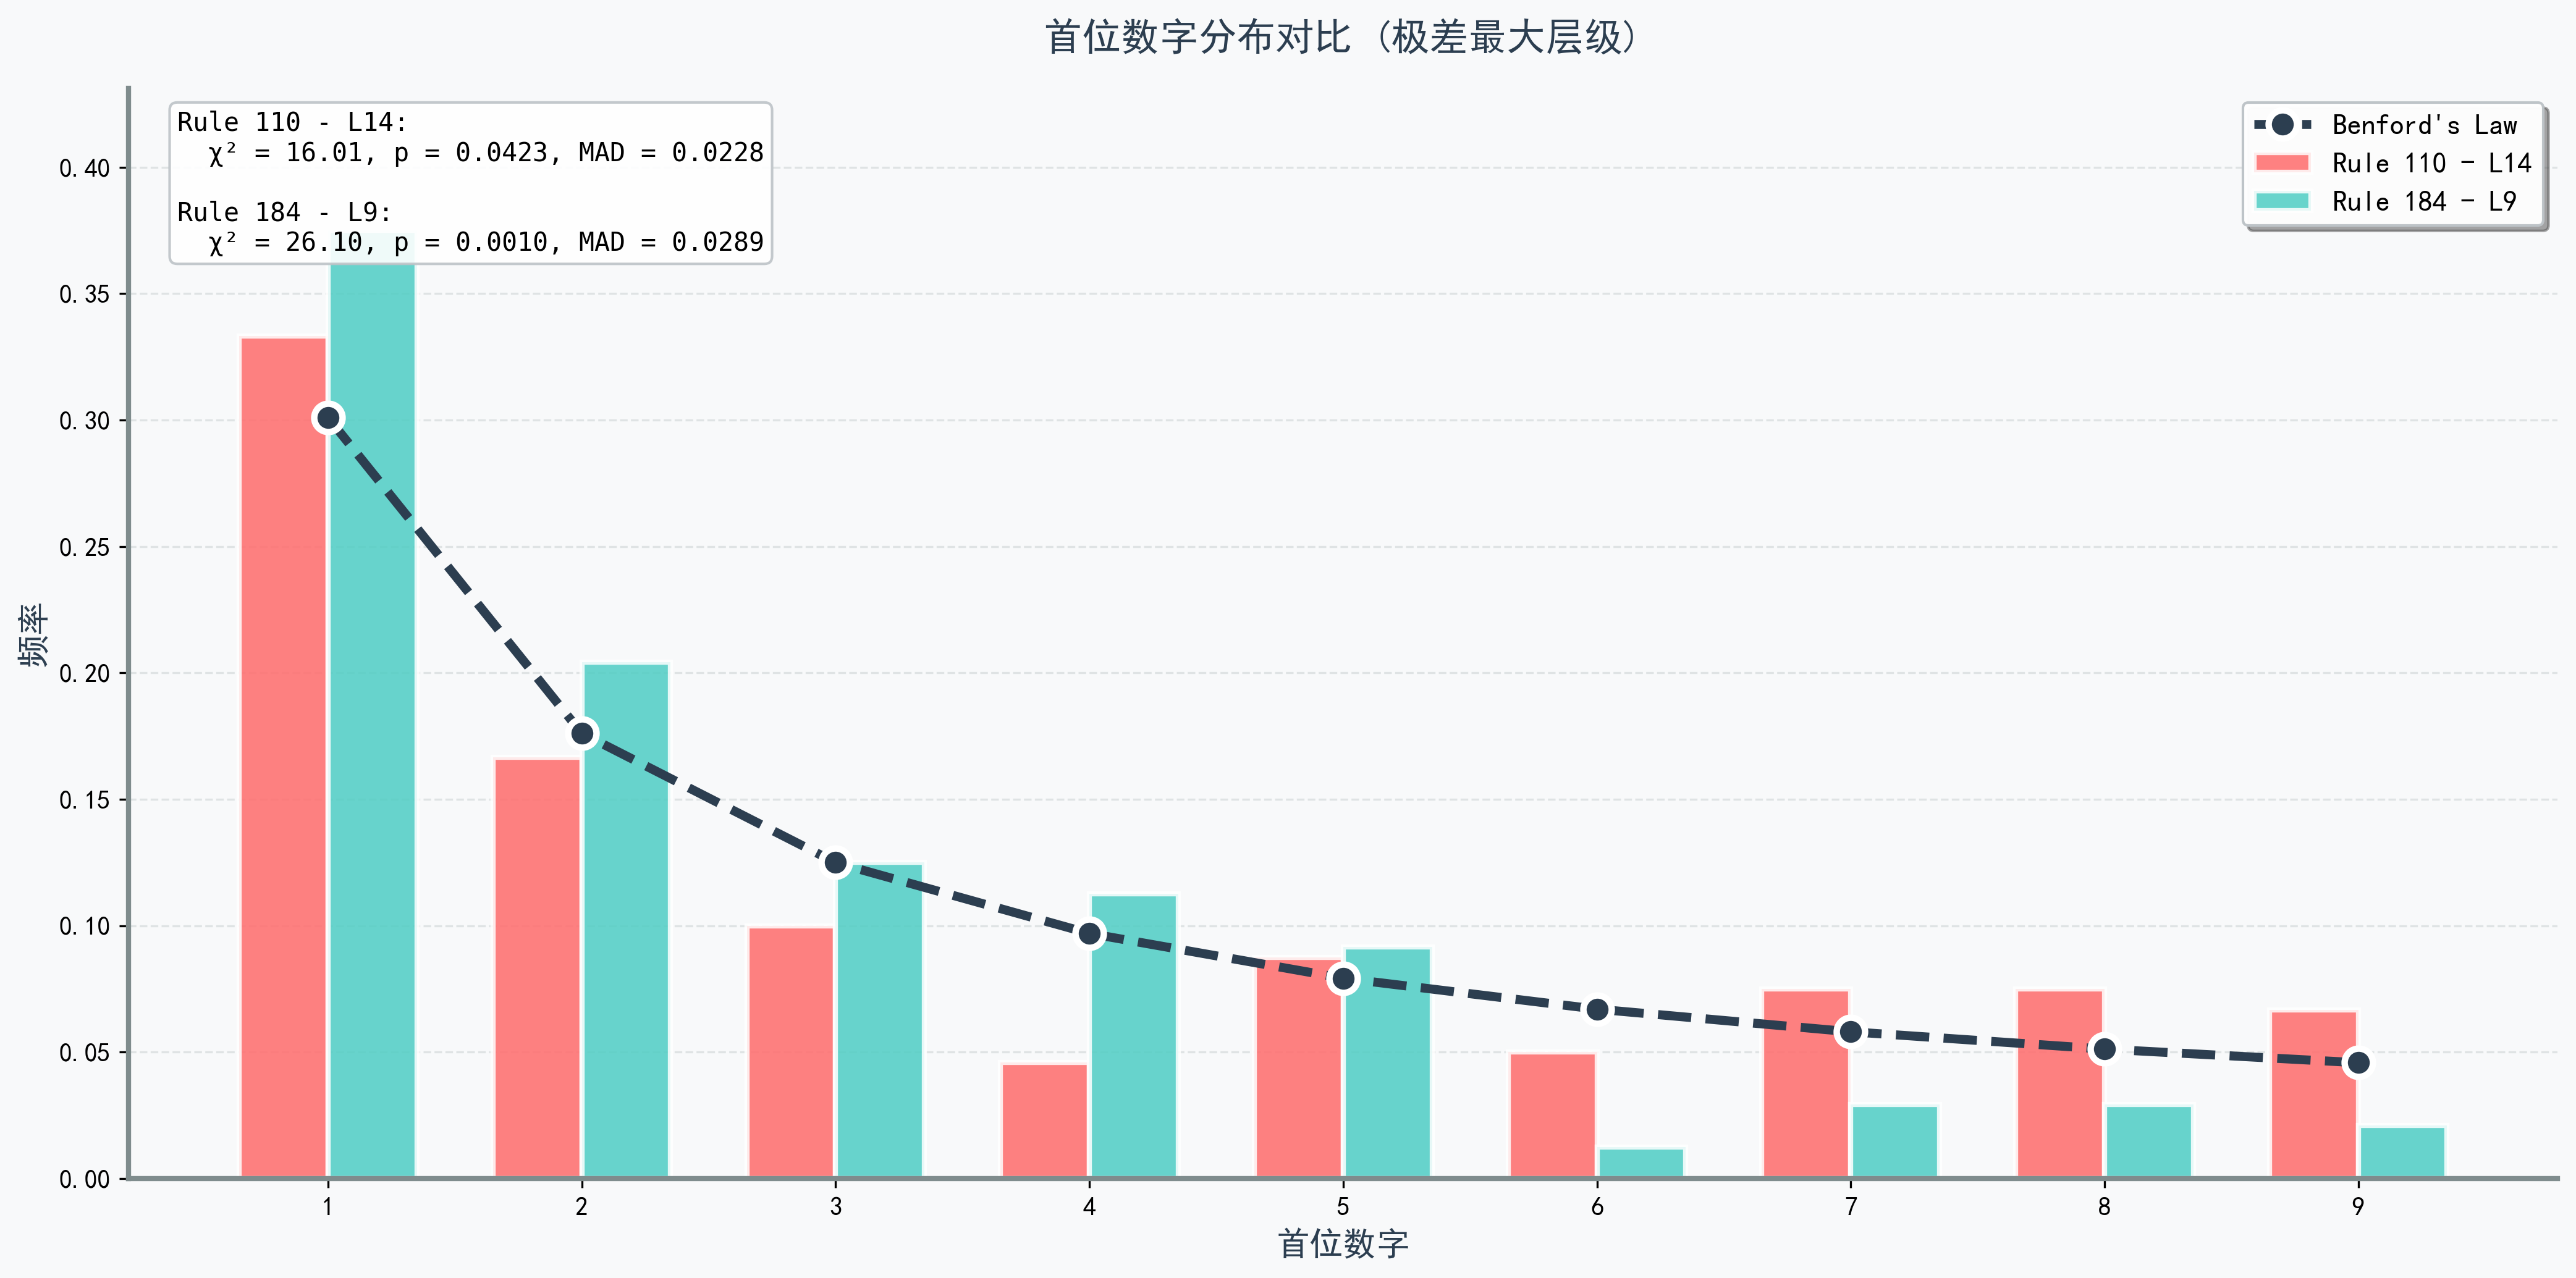 首位数字分布对比 (极差最大层级)
Rule 110 - L14:
χ² = 16.01, p = 0.0423, MAD = 0.0228
Rule 184 - L9:
χ² = 26.10, p = 0.0010, MAD = 0.0289
Benford's Law
Rule 110 - L14
Rule 184 - L9
频率
0.40
0.35
0.30
0.25
0.20
0.15
0.10
0.05
0.00
1 2 3 4 5 6 7 8 9
首位数字